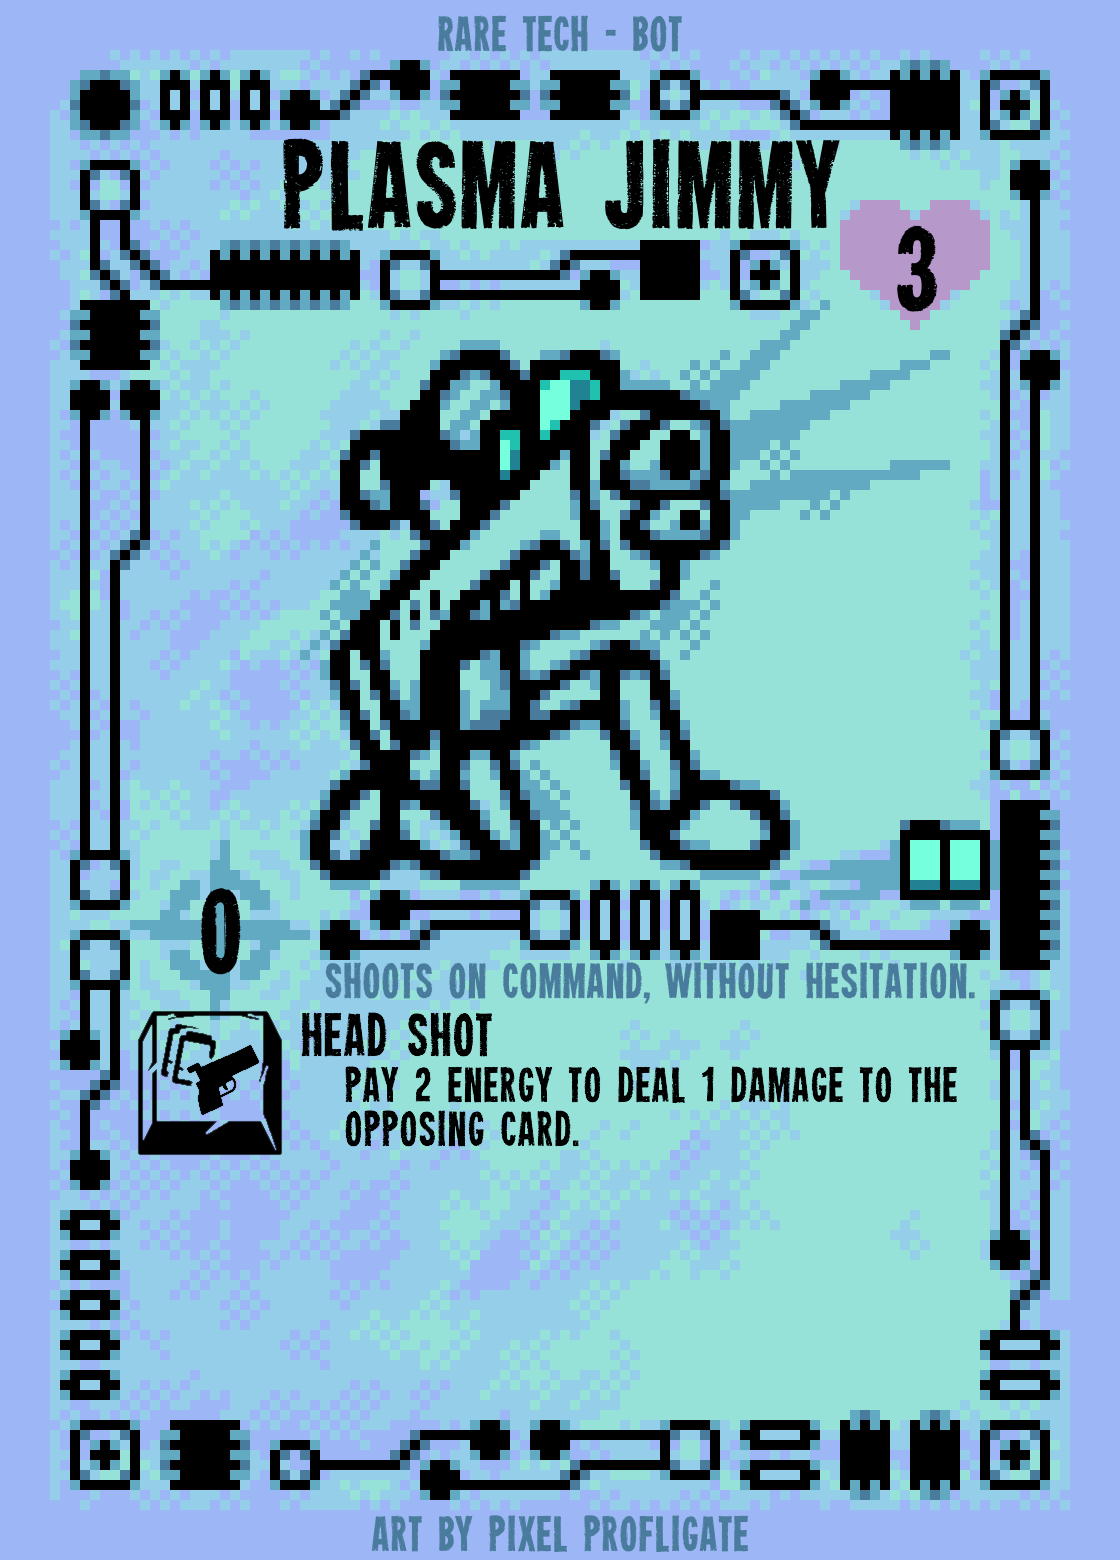 RARE TECH - BOT
PLASMA JIMMY
3
0
SHOOTS ON COMMAND, WITHOUT HESITATION.
HEAD SHOT
PAY 2 ENERGY TO DEAL 1 DAMAGE TO THE
OPPOSING CARD.
ART BY PIXEL PROFLIGATE